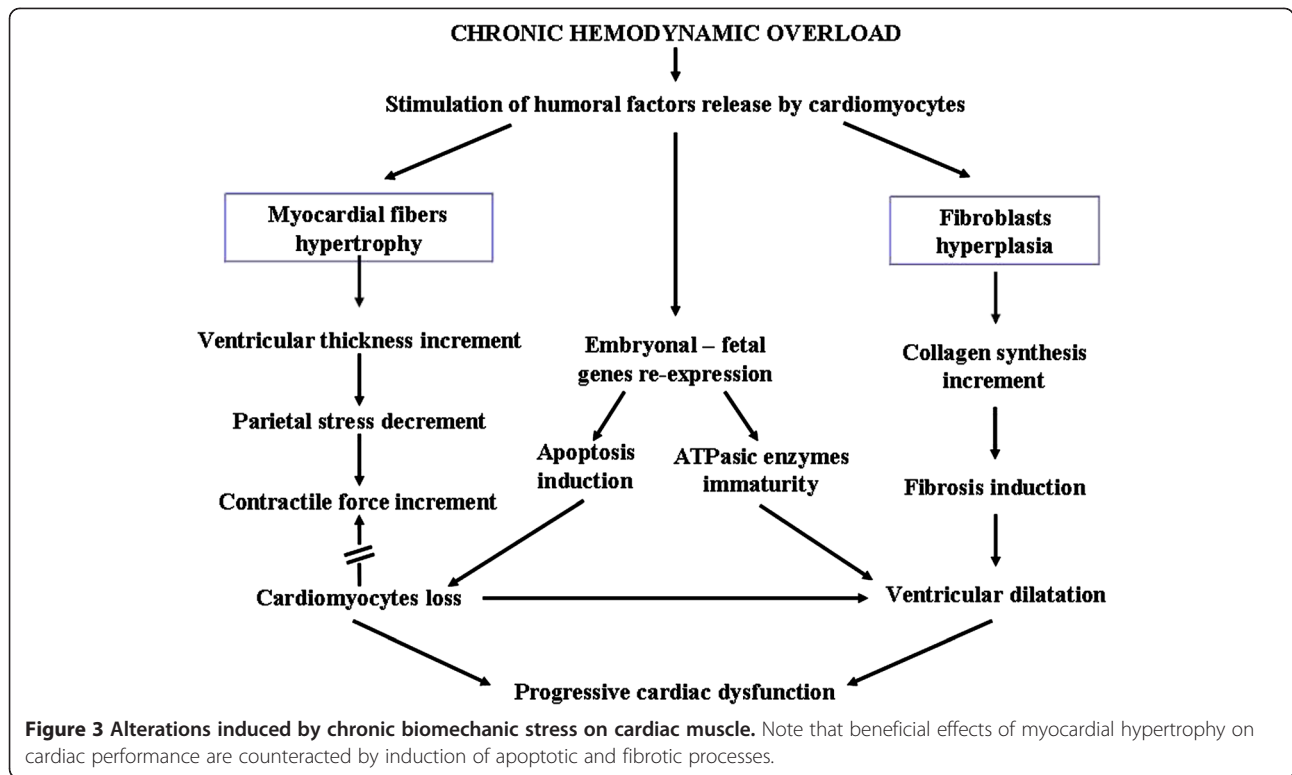 CHRONIC HEMODYNAMIC OVERLOAD
Stimulation of humoral factors release by cardiomyocytes
Myocardial fibers
hypertrophy
Fibroblasts
hyperplasia
Ventricular thickness increment
Embryonal – fetal
genes re-expression
Collagen synthesis
increment
Parietal stress decrement
Apoptosis
induction
ATPasic enzymes
immaturity
Contractile force increment
Fibrosis induction
Cardiomyocytes loss
Ventricular dilatation
Progressive cardiac dysfunction
Figure 3 Alterations induced by chronic biomechanic stress on cardiac muscle. Note that beneficial effects of myocardial hypertrophy on
cardiac performance are counteracted by induction of apoptotic and fibrotic processes.